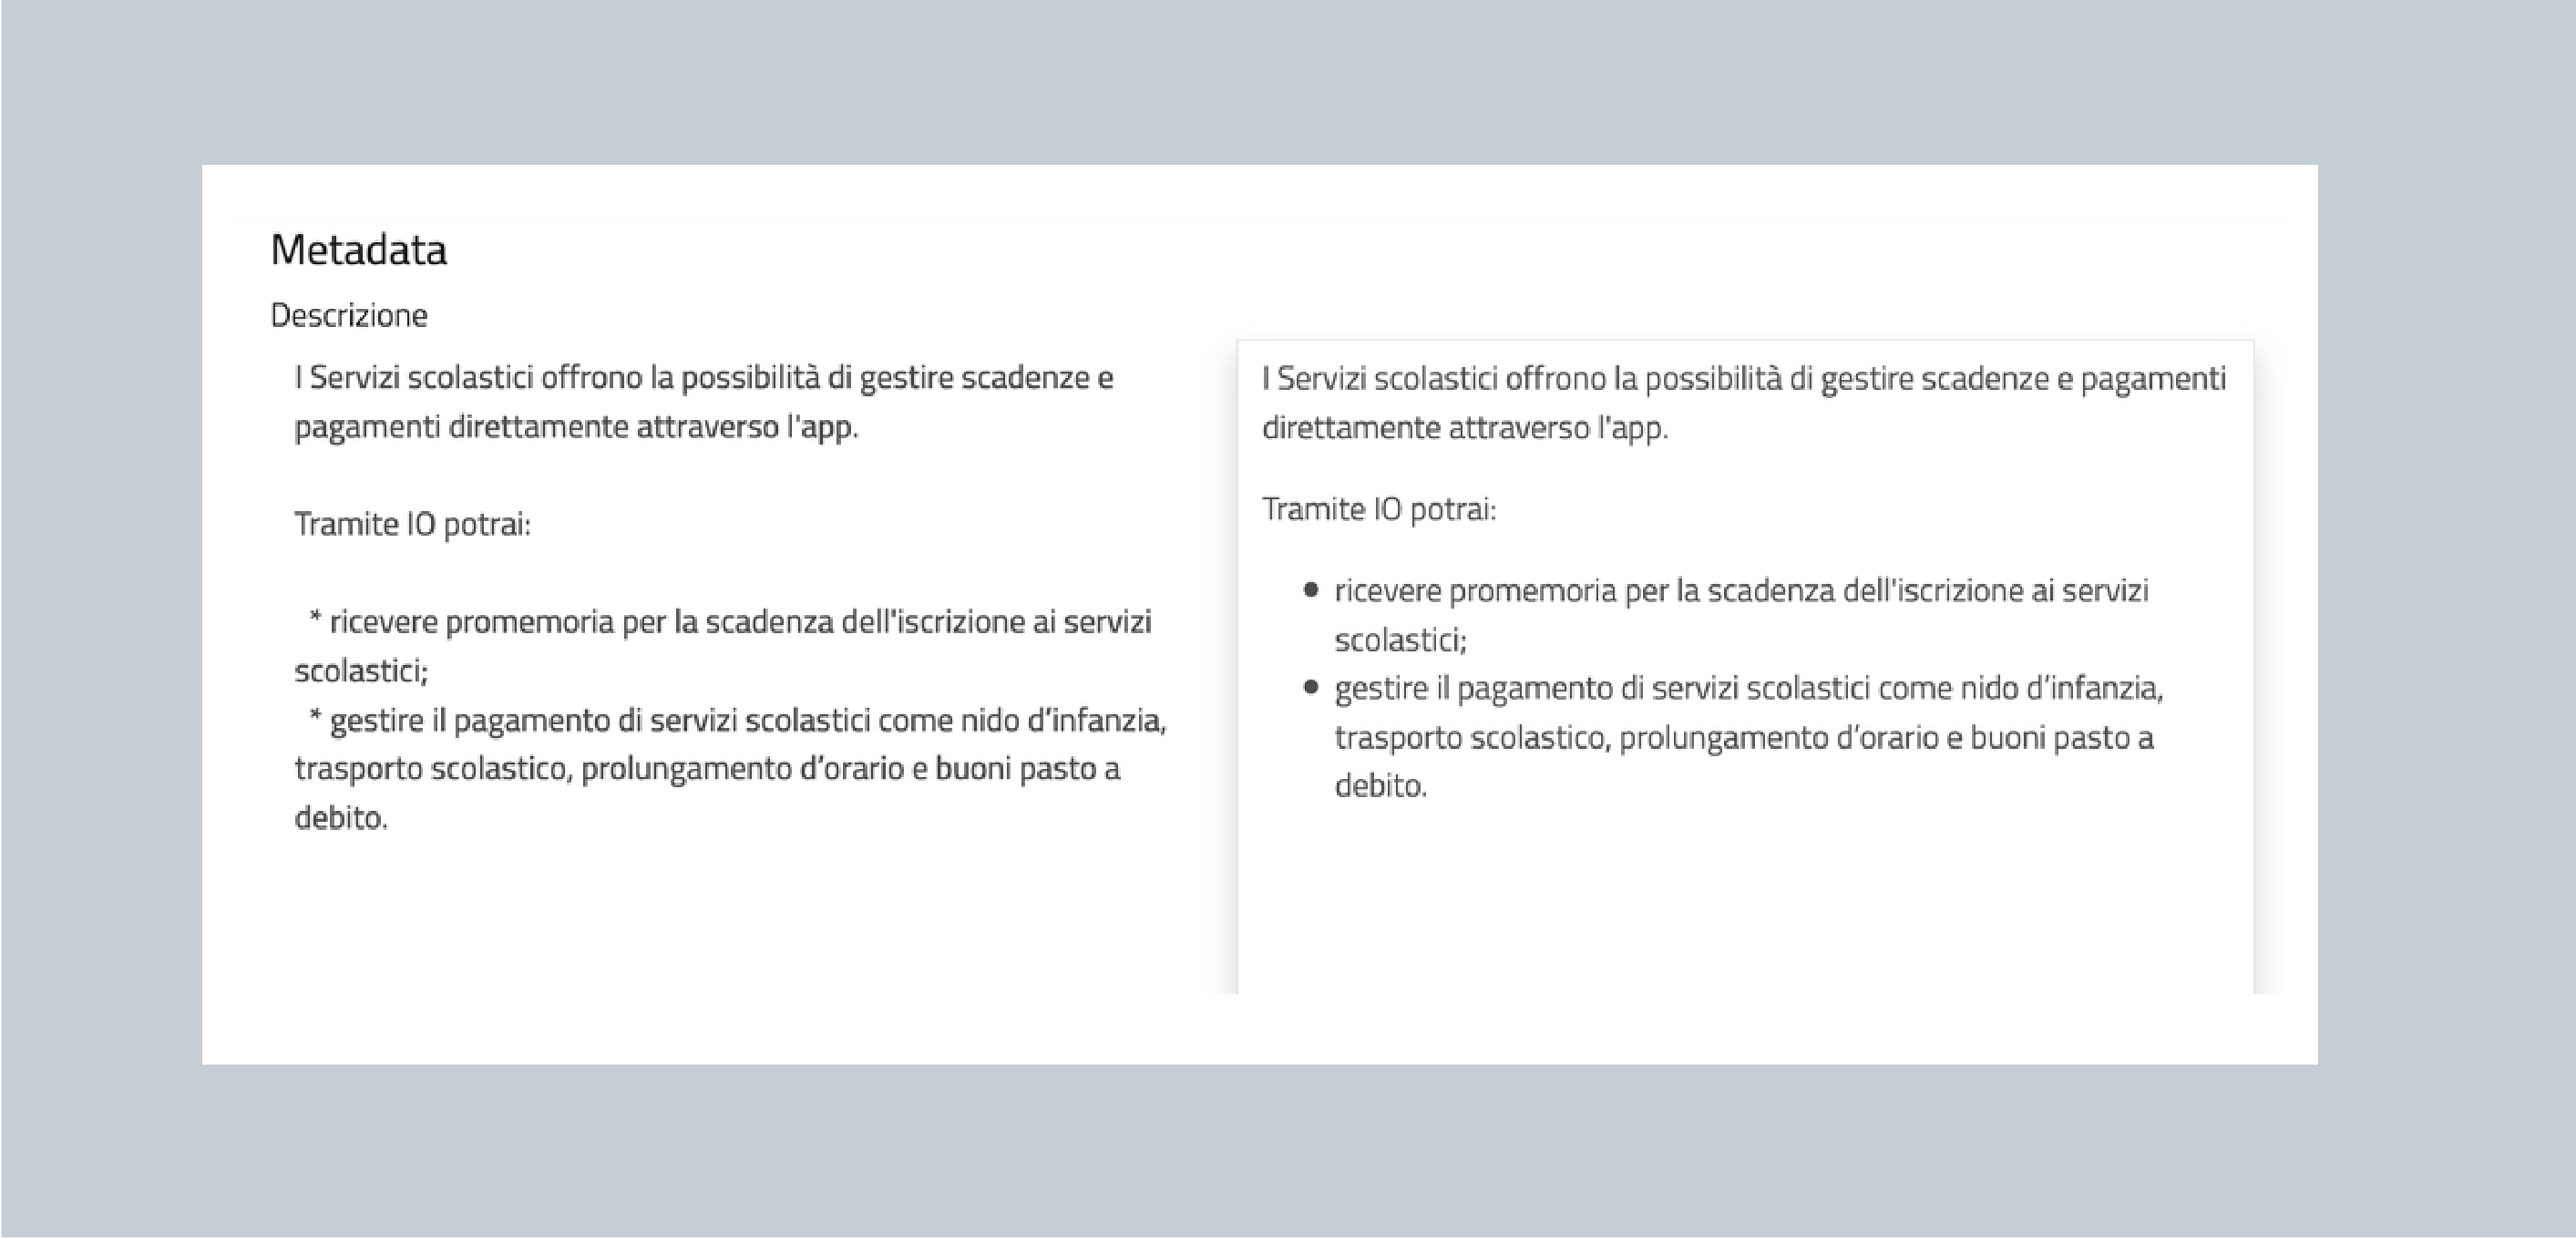 Metadata
Descrizione
I Servizi scolastici offrono la possibilità di gestire scadenze e
pagamenti direttamente attraverso l'app.
Tramite IO potrai:
* ricevere promemoria per la scadenza dell'iscrizione ai servizi
scolastici;
* gestire il pagamento di servizi scolastici come nido d’infanzia,
trasporto scolastico, prolungamento d’orario e buoni pasto a
debito.
I Servizi scolastici offrono la possibilità di gestire scadenze e pagamenti
direttamente attraverso l'app.
Tramite IO potrai:
● ricevere promemoria per la scadenza dell'iscrizione ai servizi
scolastici;
● gestire il pagamento di servizi scolastici come nido d’infanzia,
trasporto scolastico, prolungamento d’orario e buoni pasto a
debito.